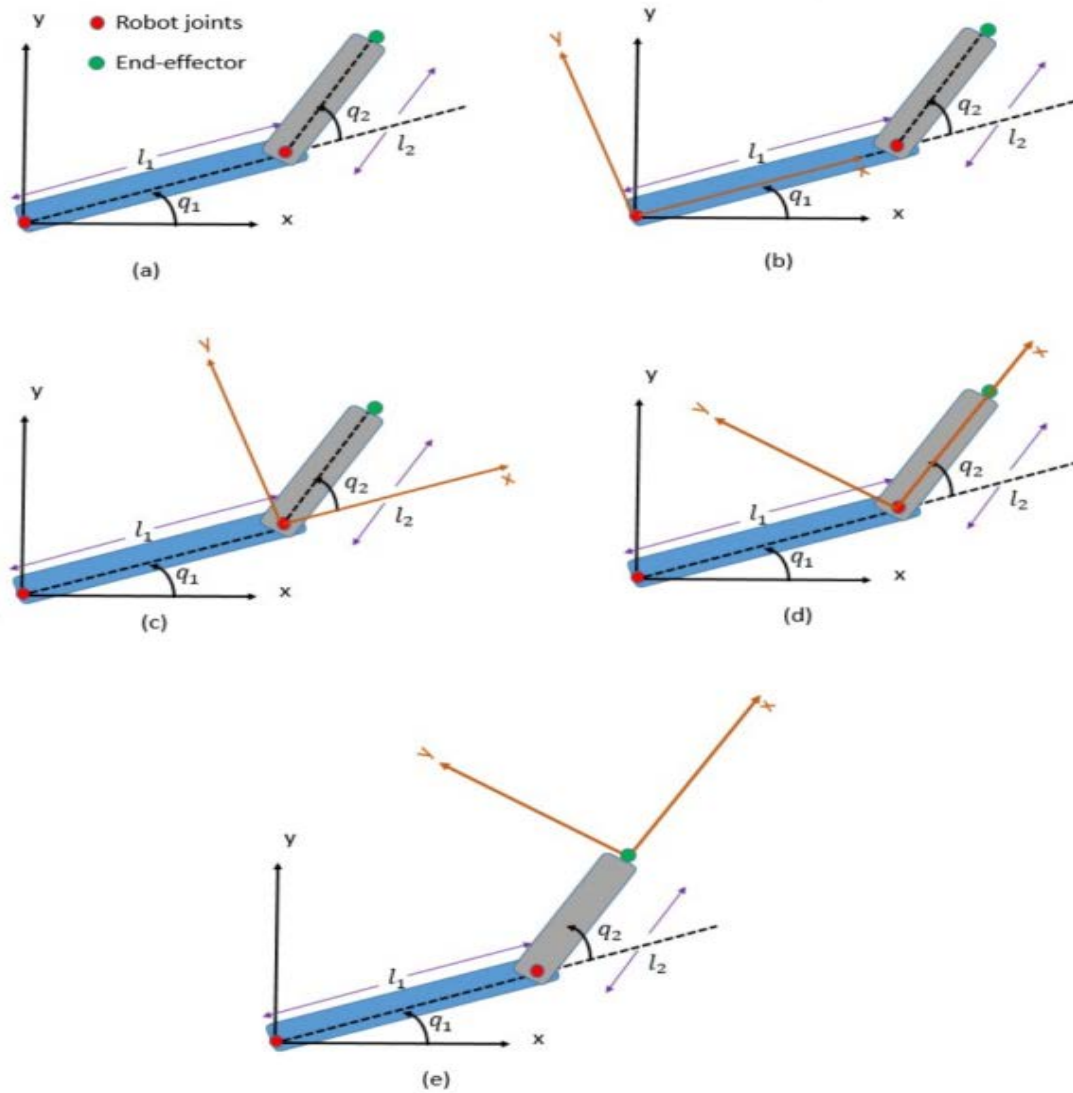 y
Robot joints
End-effector
q₂
l₁
l₂
q₁
x
(a)
y
y
q₂
l₁
l₂
x
q₁
x
(b)
y
y
q₂
x
l₁
l₂
q₁
x
(c)
x
y
y
q₂
l₁
l₂
q₁
x
(d)
x
y
y
q₂
l₁
l₂
q₁
x
(e)